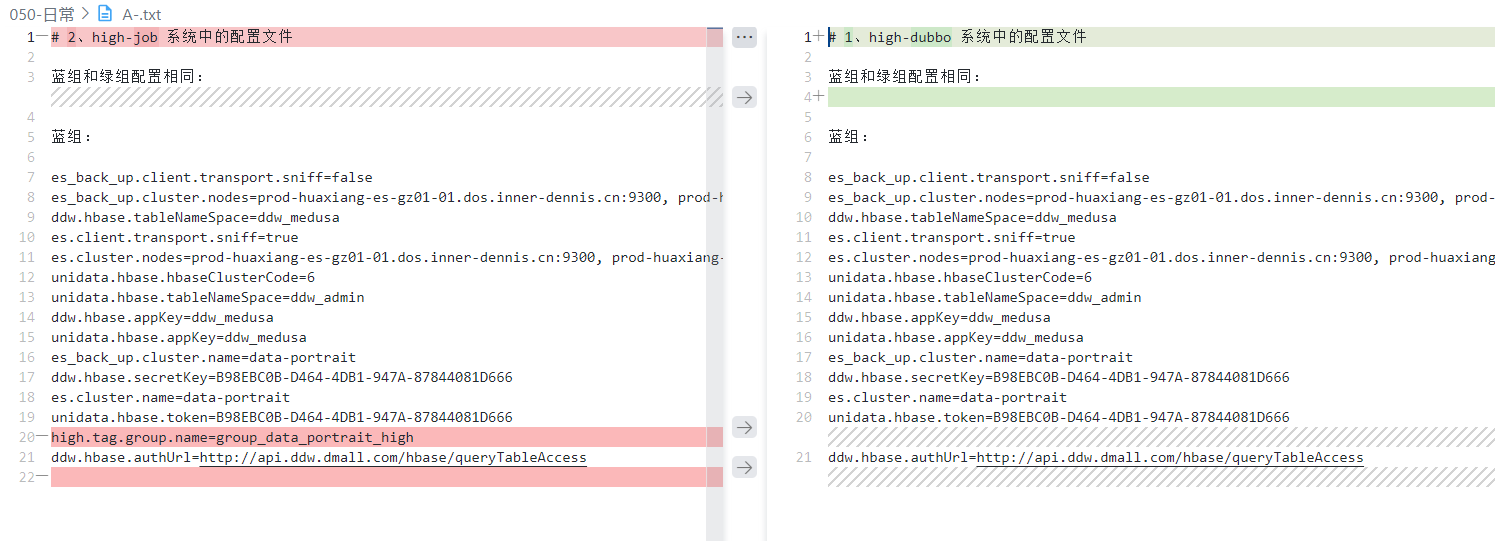 050-日常 > A-.txt
1 # 2、high-job 系统中的配置文件
2
3 蓝组和绿组配置相同:
4
5 蓝组:
6
7 es_back_up.client.transport.sniff=false
8 es_back_up.cluster.nodes=prod-huaxiang-es-gz01-01.dos.inner-dennis.cn:9300, prod-h
9 ddw.hbase.tableNameSpace=ddw_medusa
10 es.client.transport.sniff=true
11 es.cluster.nodes=prod-huaxiang-es-gz01-01.dos.inner-dennis.cn:9300, prod-huaxiang-
12 unidata.hbase.hbaseClusterCode=6
13 unidata.hbase.tableNameSpace=ddw_admin
14 ddw.hbase.appKey=ddw_medusa
15 unidata.hbase.appKey=ddw_medusa
16 es_back_up.cluster.name=data-portrait
17 ddw.hbase.secretKey=B98EBC0B-D464-4DB1-947A-87844081D666
18 es.cluster.name=data-portrait
19 unidata.hbase.token=B98EBC0B-D464-4DB1-947A-87844081D666
20 high.tag.group.name=group_data_portrait_high
21 ddw.hbase.authUrl=http://api.ddw.dmall.com/hbase/queryTableAccess
22
1 # 1、high-dubbo 系统中的配置文件
2
3 蓝组和绿组配置相同:
4
5
6 蓝组:
7
8 es_back_up.client.transport.sniff=false
9 es_back_up.cluster.nodes=prod-huaxiang-es-gz01-01.dos.inner-dennis.cn:9300, prod-
10 ddw.hbase.tableNameSpace=ddw_medusa
11 es.client.transport.sniff=true
12 es.cluster.nodes=prod-huaxiang-es-gz01-01.dos.inner-dennis.cn:9300, prod-huaxiang
13 unidata.hbase.hbaseClusterCode=6
14 unidata.hbase.tableNameSpace=ddw_admin
15 ddw.hbase.appKey=ddw_medusa
16 unidata.hbase.appKey=ddw_medusa
17 es_back_up.cluster.name=data-portrait
18 ddw.hbase.secretKey=B98EBC0B-D464-4DB1-947A-87844081D666
19 es.cluster.name=data-portrait
20 unidata.hbase.token=B98EBC0B-D464-4DB1-947A-87844081D666
21 ddw.hbase.authUrl=http://api.ddw.dmall.com/hbase/queryTableAccess